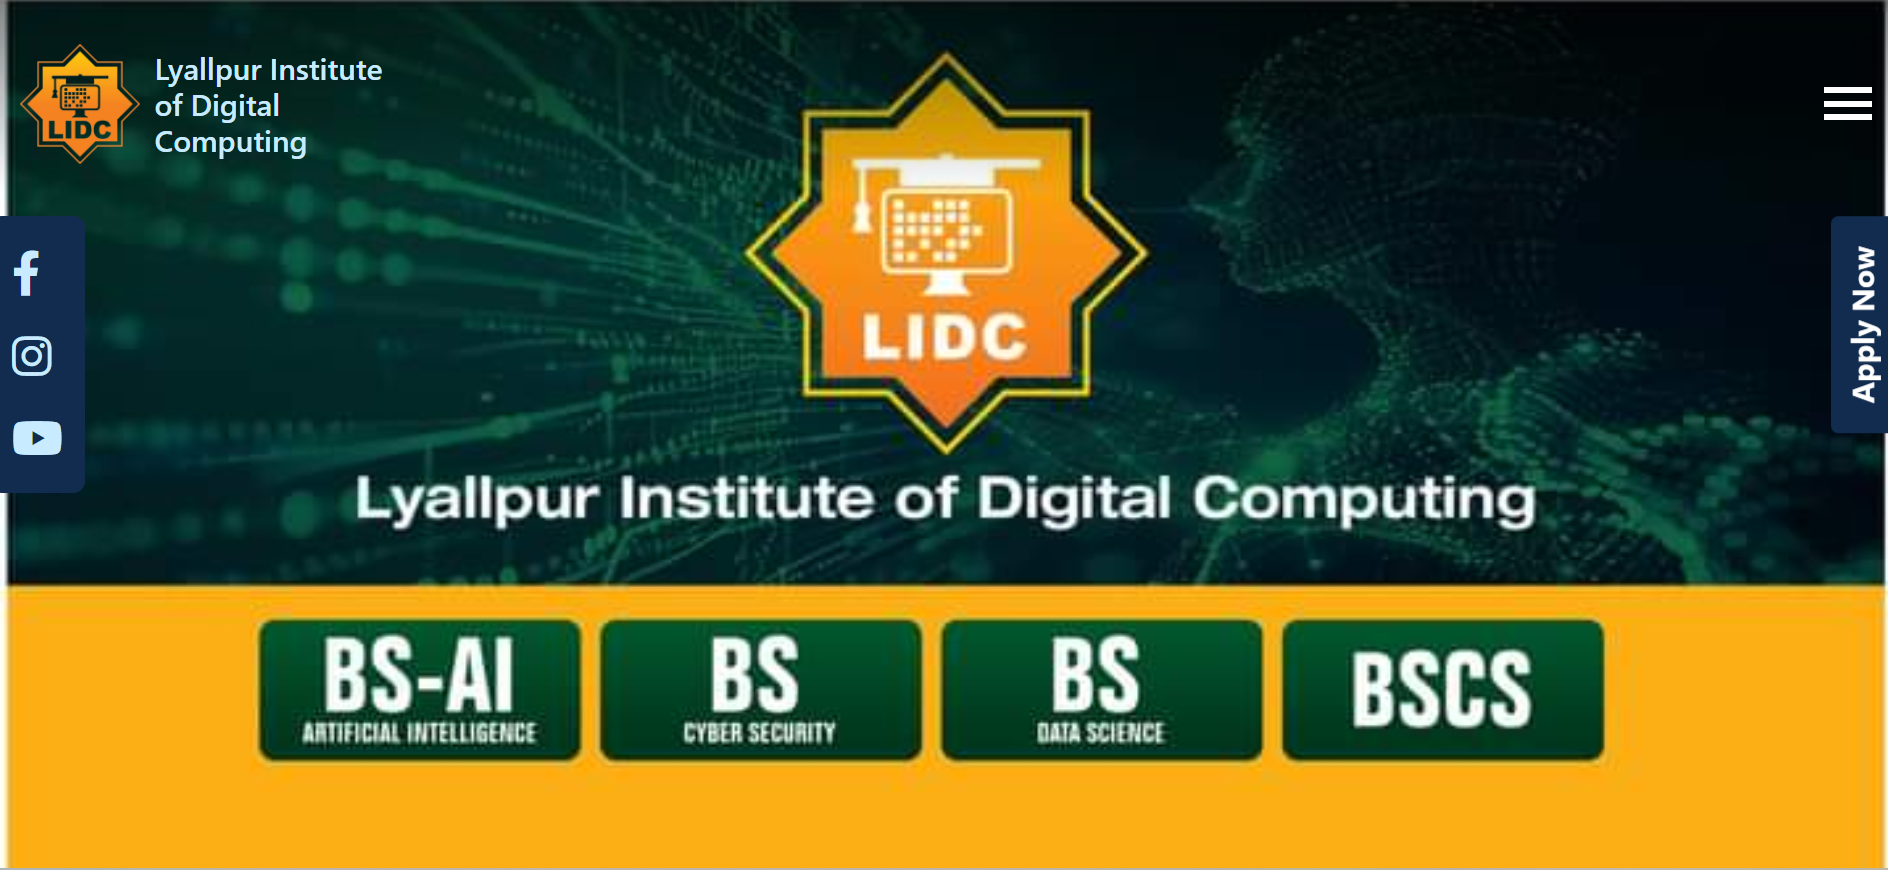 Lyallpur Institute
of Digital
Computing
LIDC
LIDC
Apply Now
Lyallpur Institute of Digital Computing
BS-AI
ARTIFICIAL INTELLIGENCE
BS
CYBER SECURITY
BS
DATA SCIENCE
BSCS